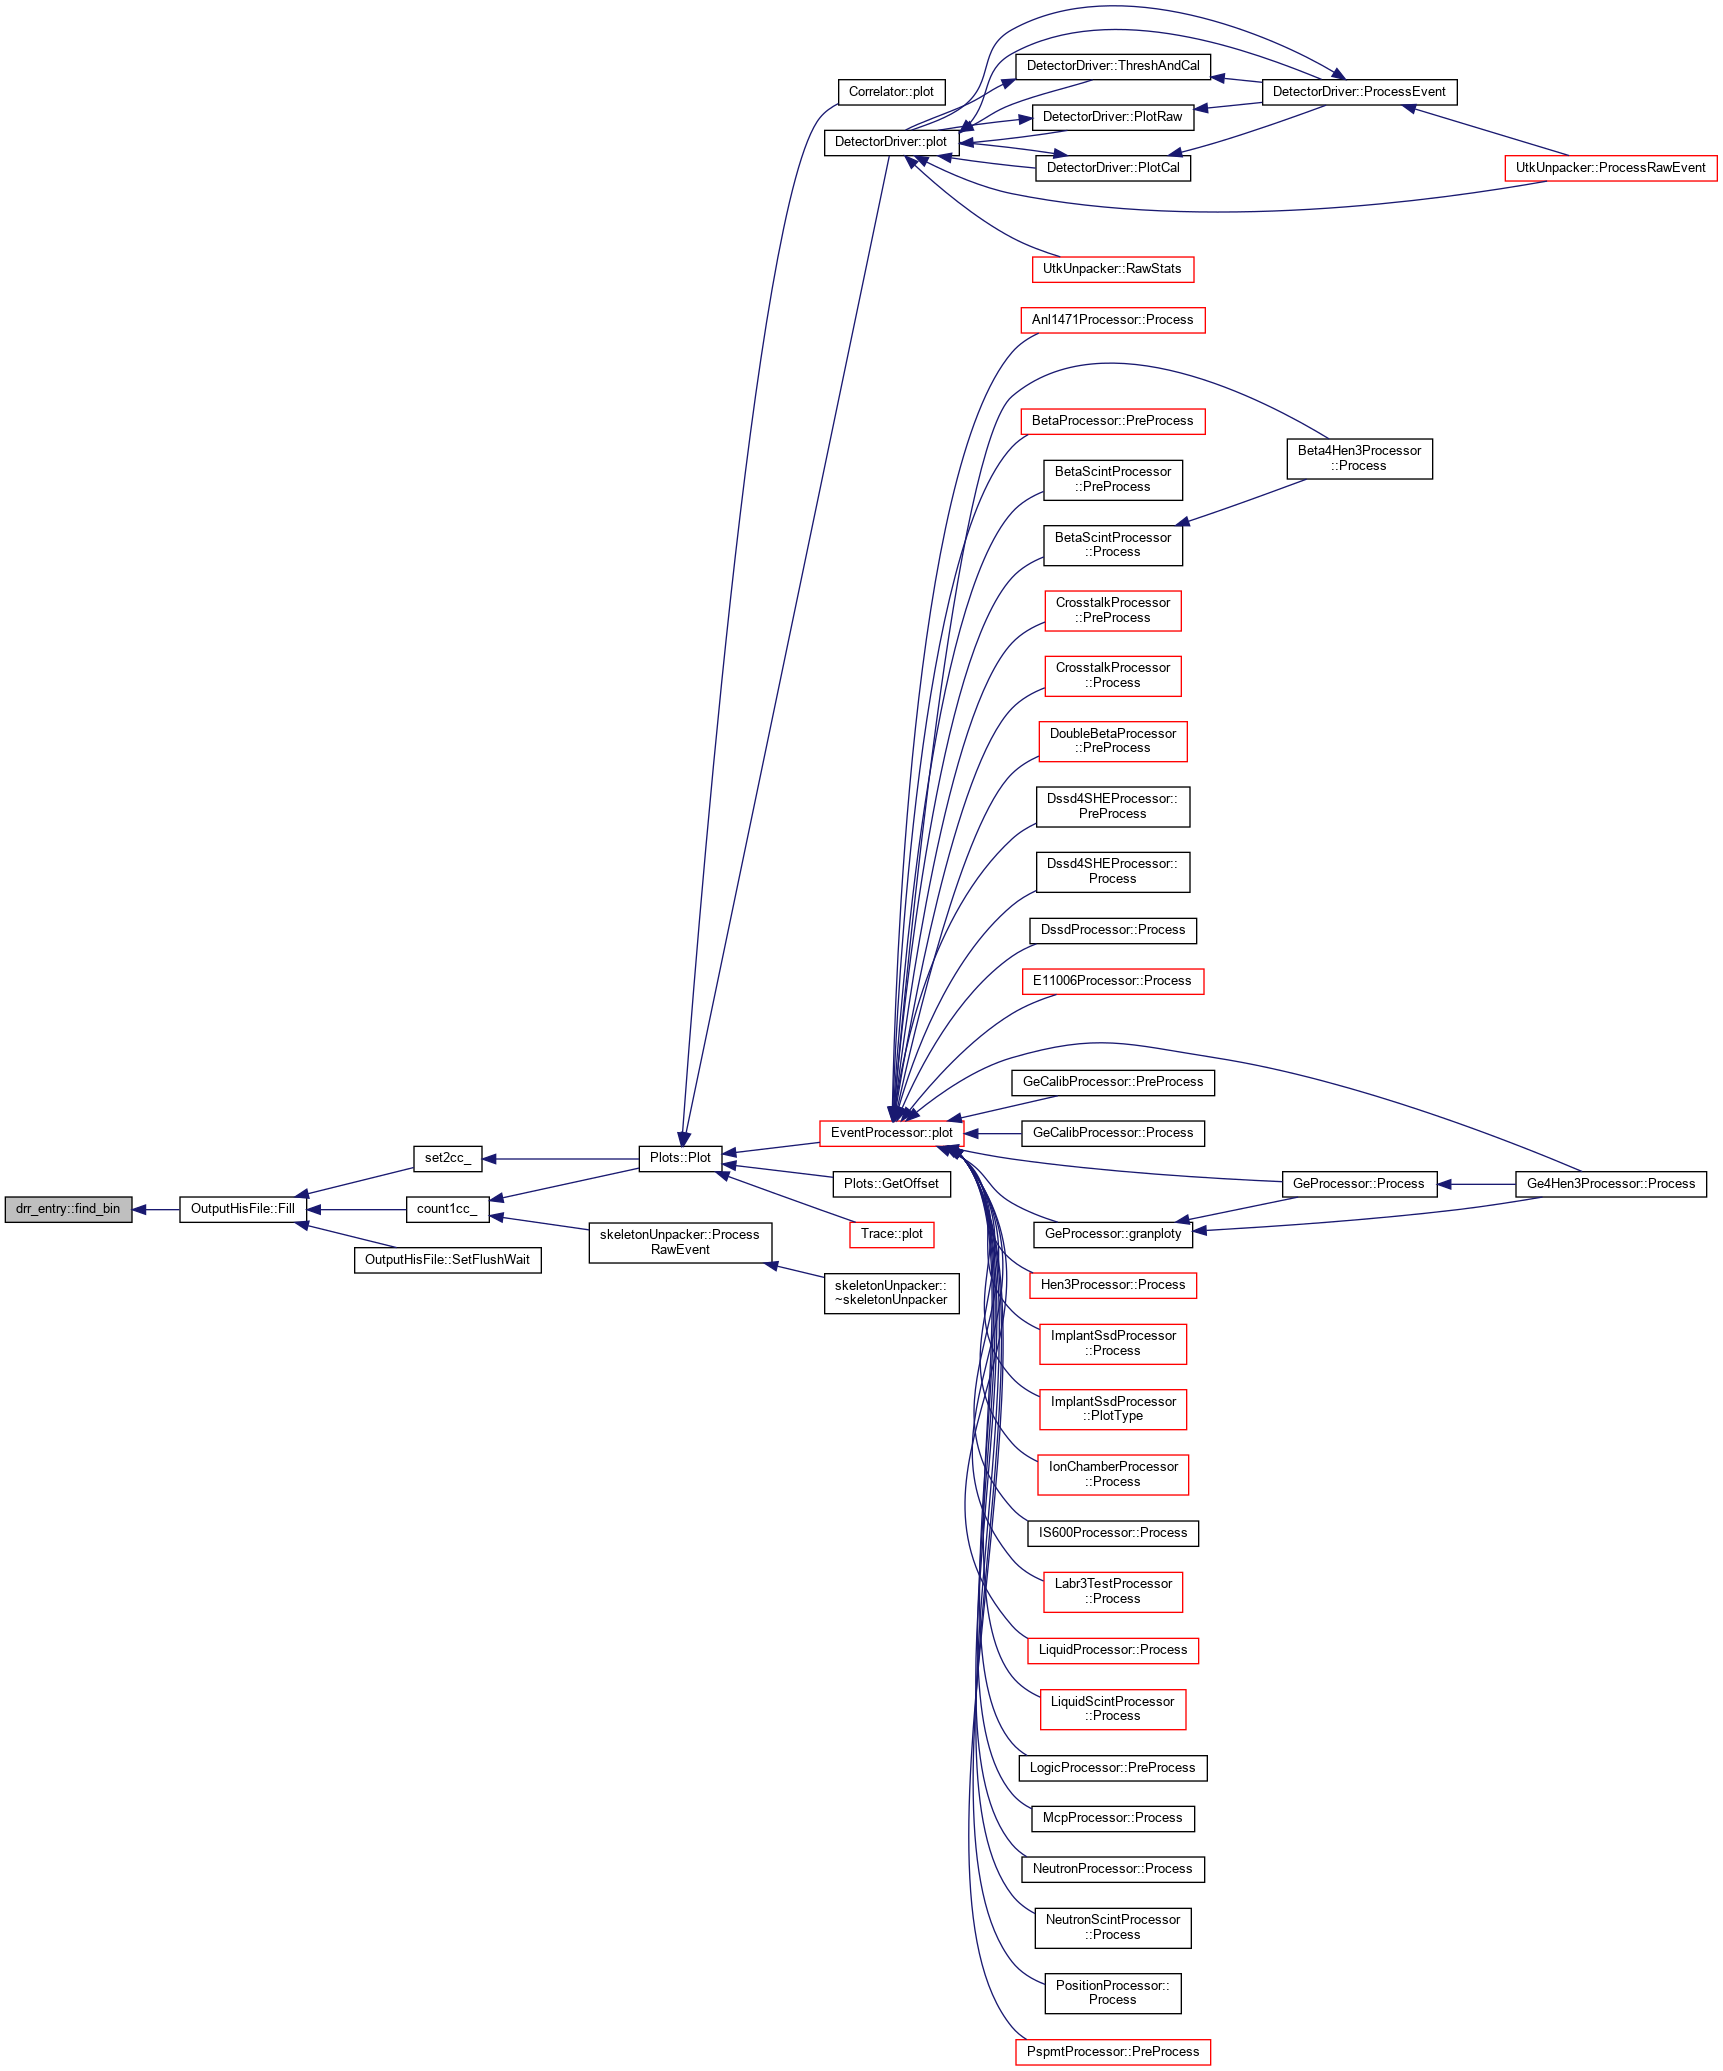 Correlator::plot
DetectorDriver::plot
DetectorDriver::ThreshAndCal
DetectorDriver::PlotRaw
DetectorDriver::PlotCal
DetectorDriver::ProcessEvent
UtkUnpacker::ProcessRawEvent
UtkUnpacker::RawStats
Anl1471Processor::Process
BetaProcessor::PreProcess
BetaScintProcessor
::PreProcess
BetaScintProcessor
::Process
Beta4Hen3Processor
::Process
CrosstalkProcessor
::PreProcess
CrosstalkProcessor
::Process
DoubleBetaProcessor
::PreProcess
Dssd4SHEProcessor::
PreProcess
Dssd4SHEProcessor::
Process
DssdProcessor::Process
E11006Processor::Process
GeCalibProcessor::PreProcess
GeCalibProcessor::Process
GeProcessor::Process
Ge4Hen3Processor::Process
GeProcessor::granploty
drr_entry::find_bin
OutputHisFile::Fill
set2cc_
count1cc_
OutputHisFile::SetFlushWait
Plots::Plot
skeletonUnpacker::Process
RawEvent
EventProcessor::plot
Plots::GetOffset
Trace::plot
skeletonUnpacker::
~skeletonUnpacker
Hen3Processor::Process
ImplantSsdProcessor
::Process
ImplantSsdProcessor
::PlotType
IonChamberProcessor
::Process
IS600Processor::Process
Labr3TestProcessor
::Process
LiquidProcessor::Process
LiquidScintProcessor
::Process
LogicProcessor::PreProcess
McpProcessor::Process
NeutronProcessor::Process
NeutronScintProcessor
::Process
PositionProcessor::
Process
PspmtProcessor::PreProcess